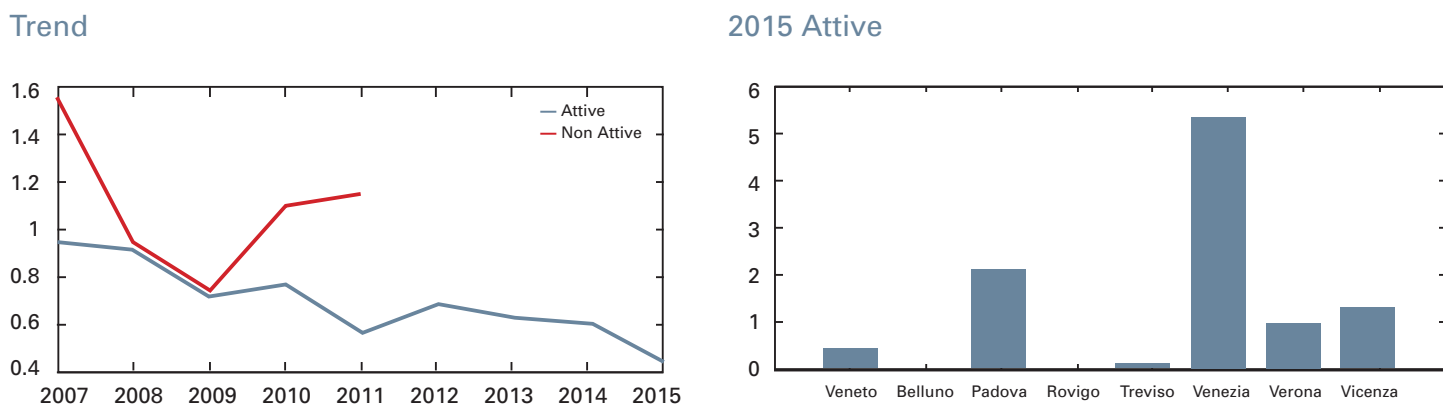 Trend
1.6
1.4
1.2
1
0.8
0.6
0.4
Attive
Non Attive
2007 2008 2009 2010 2011 2012 2013 2014 2015
2015 Attive
6
5
4
3
2
1
0
Veneto Belluno Padova Rovigo Treviso Venezia Verona Vicenza